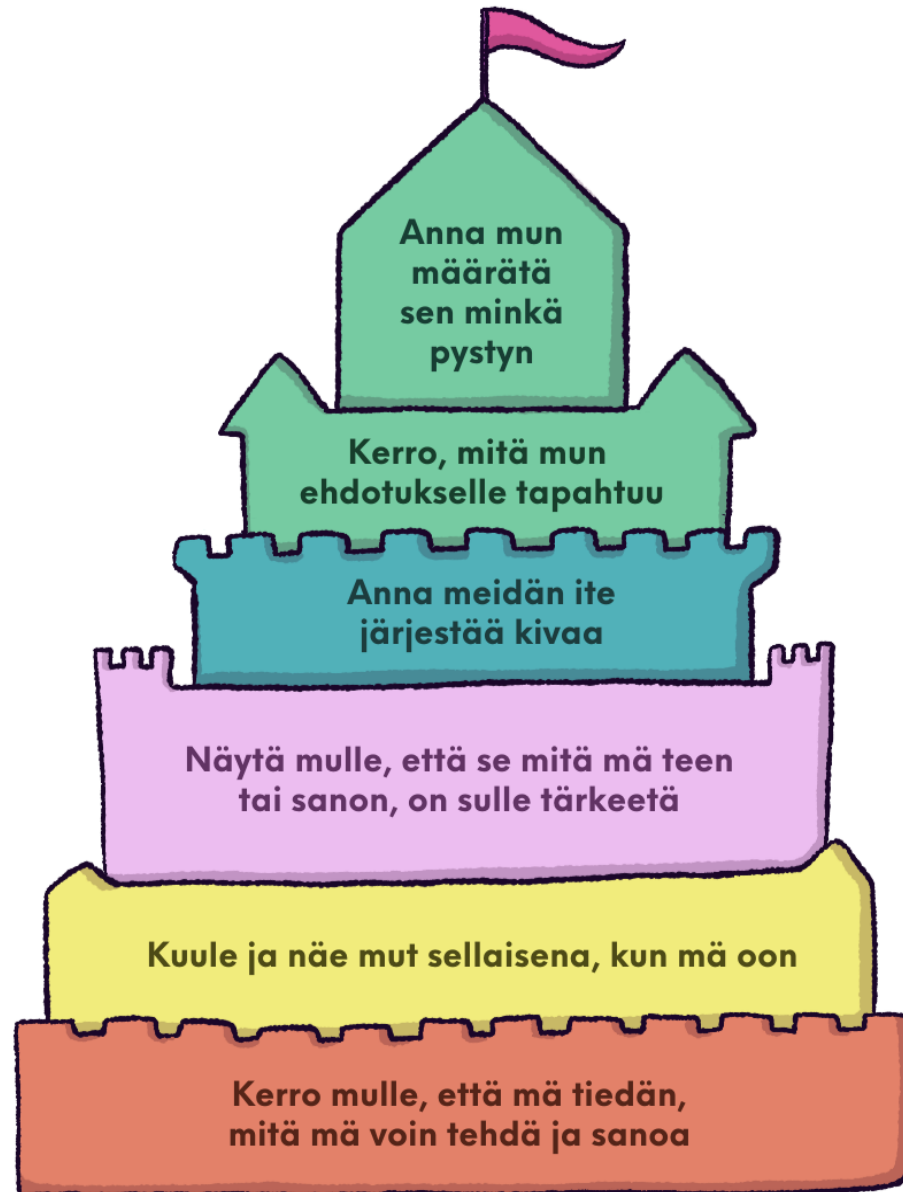 Anna mun
määrätä
sen minkä
pystyn
Kerro, mitä mun
ehdotukselle tapahtuu
Anna meidän ite
järjestää kivaa
Näytä mulle, että se mitä mä teen
tai sanon, on sulle tärkeetä
Kuule ja näe mut sellaisena, kun mä oon
Kerro mulle, että mä tiedän,
mitä mä voin tehdä ja sanoa